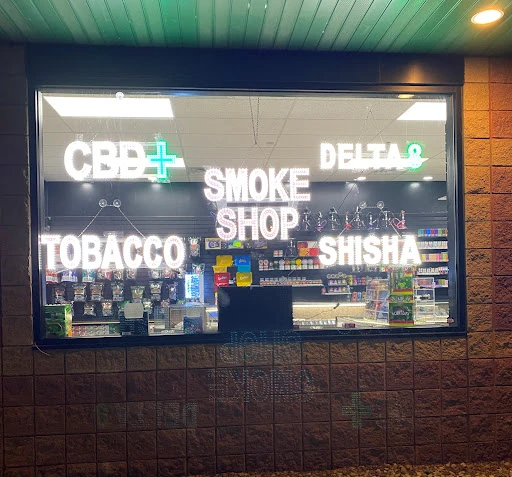 CBD+
DELTA 8
SMOKE
SHOP
TOBACCO
SHISHA